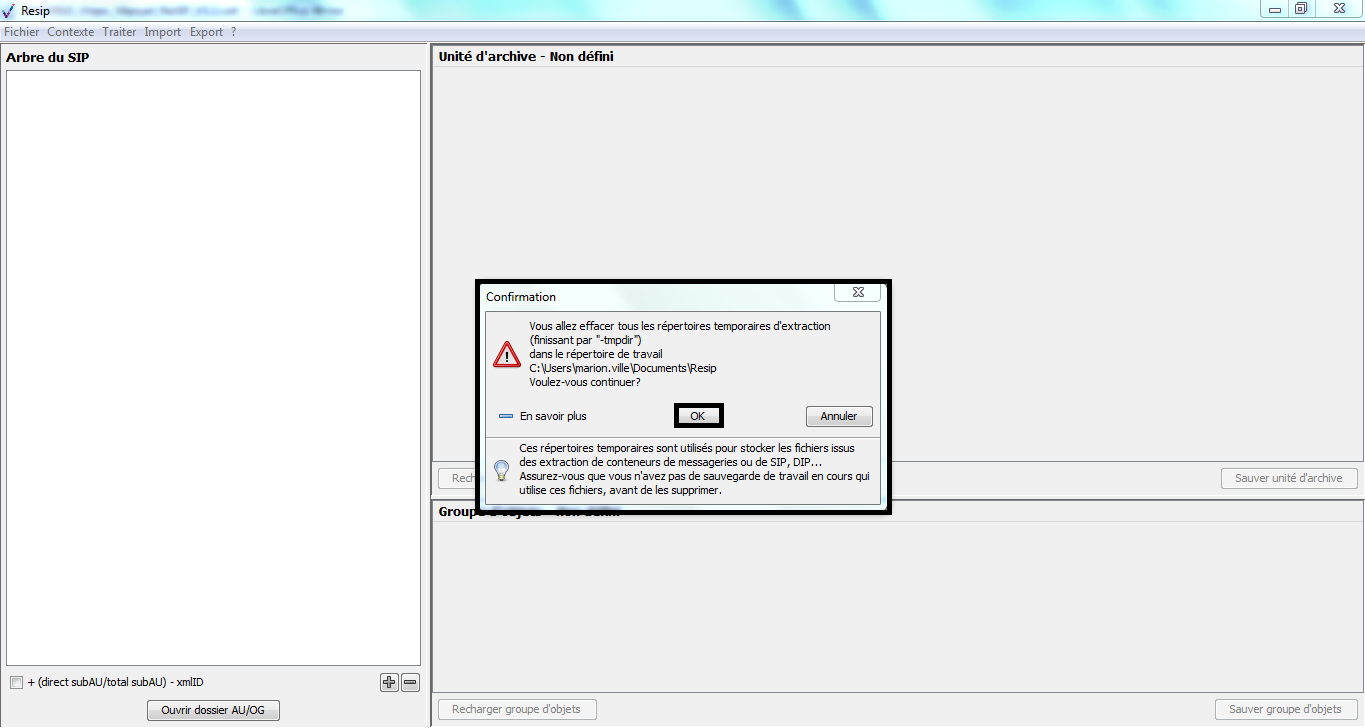 Resip
Fichier Contexte Traiter Import Export ?
Arbre du SIP
Unité d'archive - Non défini
Confirmation
Vous allez effacer tous les répertoires temporaires d'extraction
(finissant par "-tmpdir")
dans le répertoire de travail
C:\Users\marion.ville\Documents\Resip
Voulez-vous continuer?
En savoir plus
OK
Annuler
Ces répertoires temporaires sont utilisés pour stocker les fichiers issus
des extraction de conteneurs de messageries ou de SIP, DIP...
Assurez-vous que vous n'avez pas de sauvegarde de travail en cours qui
utilise ces fichiers, avant de les supprimer.
Rech
Sauver unité d'archive
Groupe d'objets - Non défini
+ (direct subAU/total subAU) - xmlID
Ouvrir dossier AU/OG
Recharger groupe d'objets
Sauver groupe d'objets